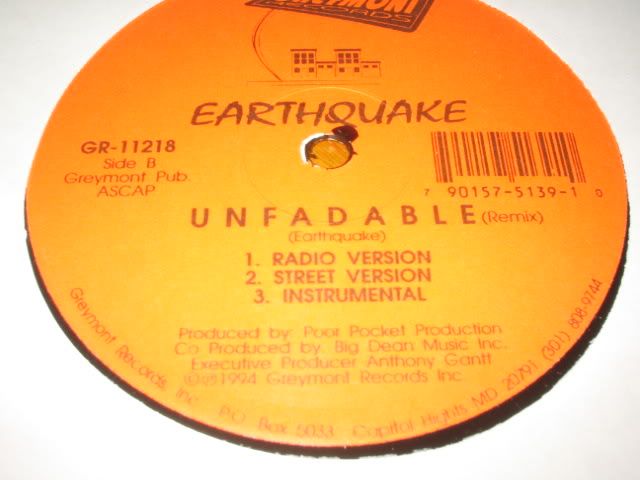 RECORDS
EARTHQUAKE
GR-11218
Side B
Greymont Pub.
ASCAP
7 90157-5139-1 0
UNFADABLE (Remix)
(Earthquake)
1. RADIO VERSION
2. STREET VERSION
3. INSTRUMENTAL
Produced by: Poor Pocket Production
Co Produced by: Big Dean Music Inc.
Executive Producer Anthony Gantt
©℗1994 Greymont Records Inc.
Greymont Records Inc. P.O. Box 5033 Capitol Hights MD 20791 (301) 808-9744